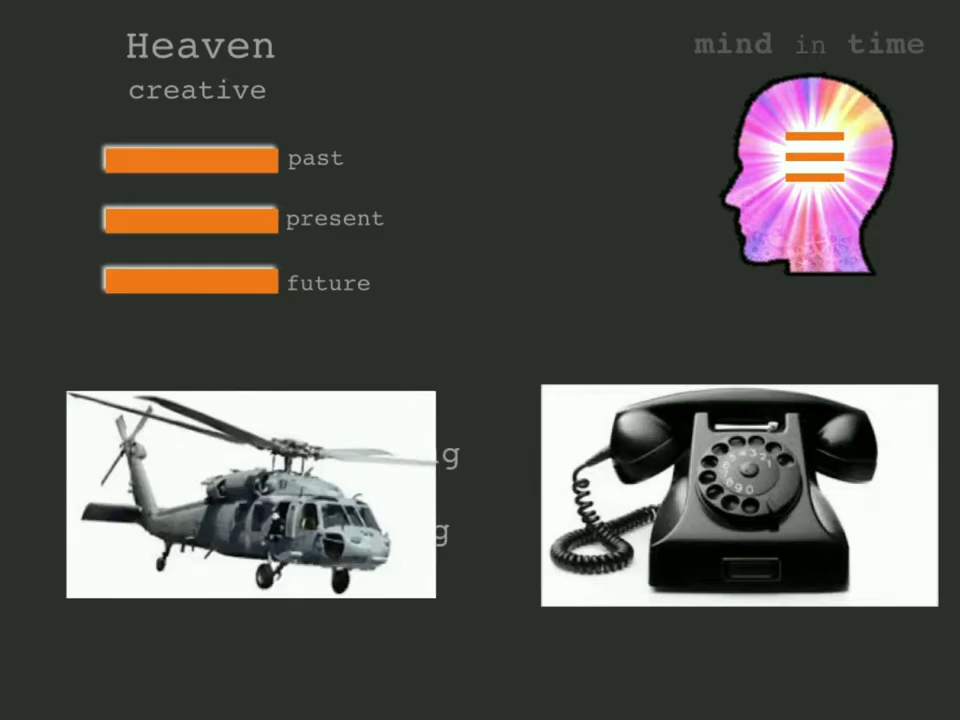 Heaven
creative
past
present
future
mind in time